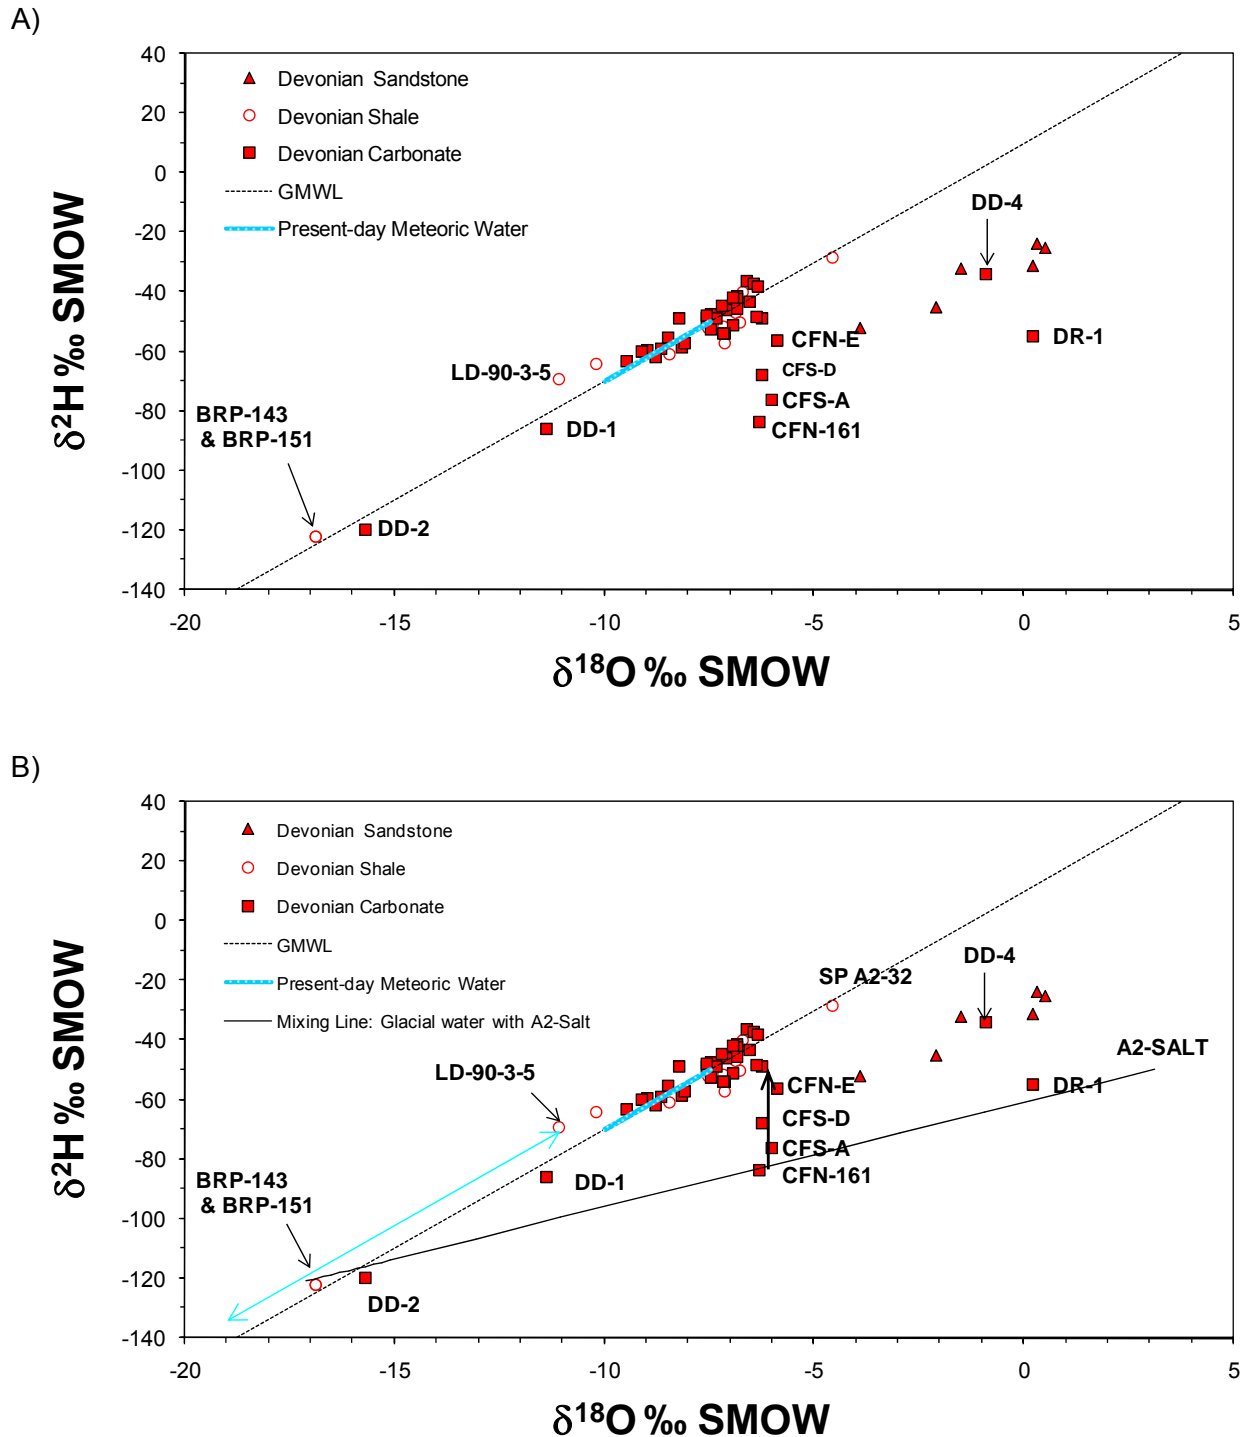 A)
40
20
0
-20
-40
-60
-80
-100
-120
-140
δ²H ‰ SMOW
Devonian Sandstone
Devonian Shale
Devonian Carbonate
GMWL
Present-day Meteoric Water
DD-4
DR-1
CFN-E
CFS-D
CFS-A
CFN-161
LD-90-3-5
BRP-143
& BRP-151
DD-1
DD-2
-20 -15 -10 -5 0 5
δ¹⁸O ‰ SMOW
B)
40
20
0
-20
-40
-60
-80
-100
-120
-140
δ²H ‰ SMOW
Devonian Sandstone
Devonian Shale
Devonian Carbonate
GMWL
Present-day Meteoric Water
Mixing Line: Glacial water with A2-Salt
SP A2-32
DD-4
A2-SALT
DR-1
LD-90-3-5
CFN-E
CFS-D
CFS-A
CFN-161
BRP-143
& BRP-151
DD-1
DD-2
-20 -15 -10 -5 0 5
δ¹⁸O ‰ SMOW